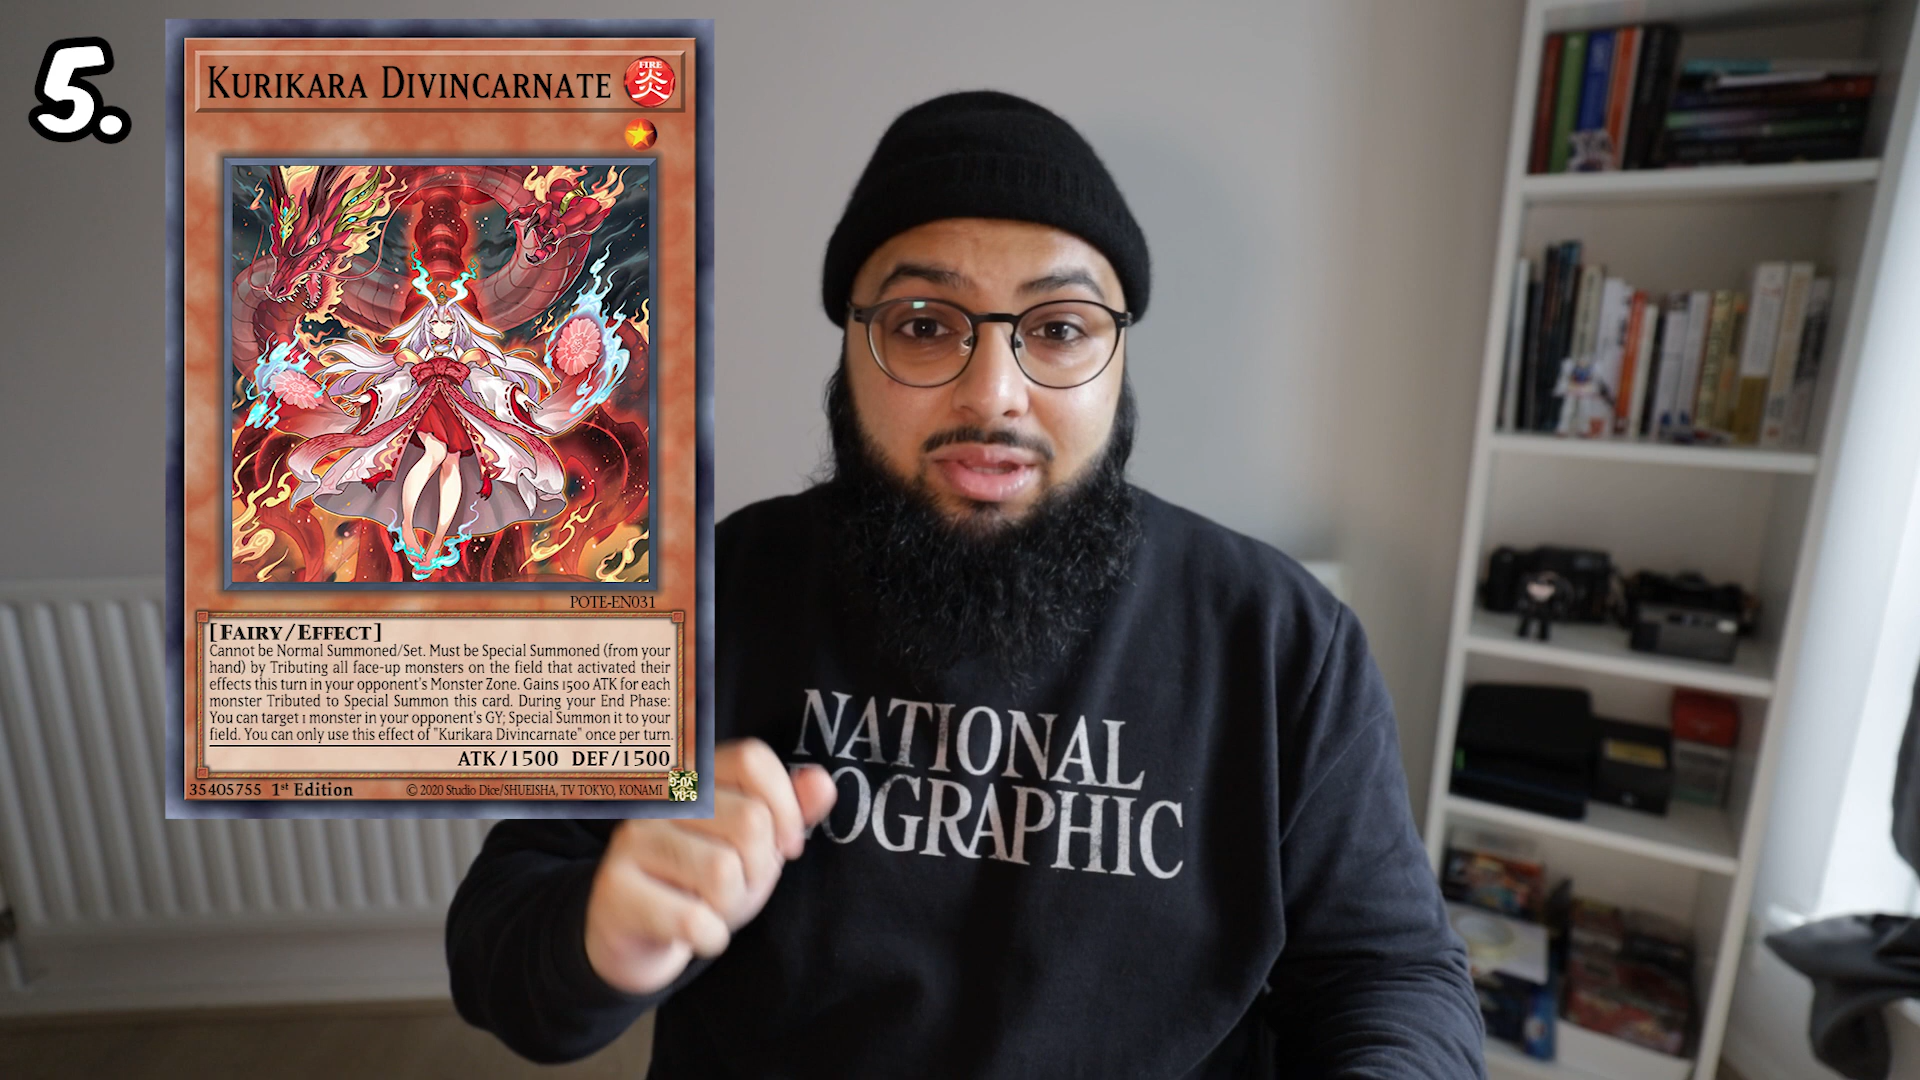 5.
KURIKARA DIVINCARNATE
FIRE
炎
POTE-EN031
[FAIRY/EFFECT]
Cannot be Normal Summoned/Set. Must be Special Summoned (from your
hand) by Tributing all face-up monsters on the field that activated their
effects this turn in your opponent's Monster Zone. Gains 1500 ATK for each
monster Tributed to Special Summon this card. During your End Phase:
You can target 1 monster in your opponent's GY; Special Summon it to your
field. You can only use this effect of "Kurikara Divincarnate" once per turn.
ATK/1500 DEF/1500
35405755 1st Edition
© 2020 Studio Dice/SHUEISHA, TV TOKYO, KONAMI
NATIONAL
OGRAPHIC